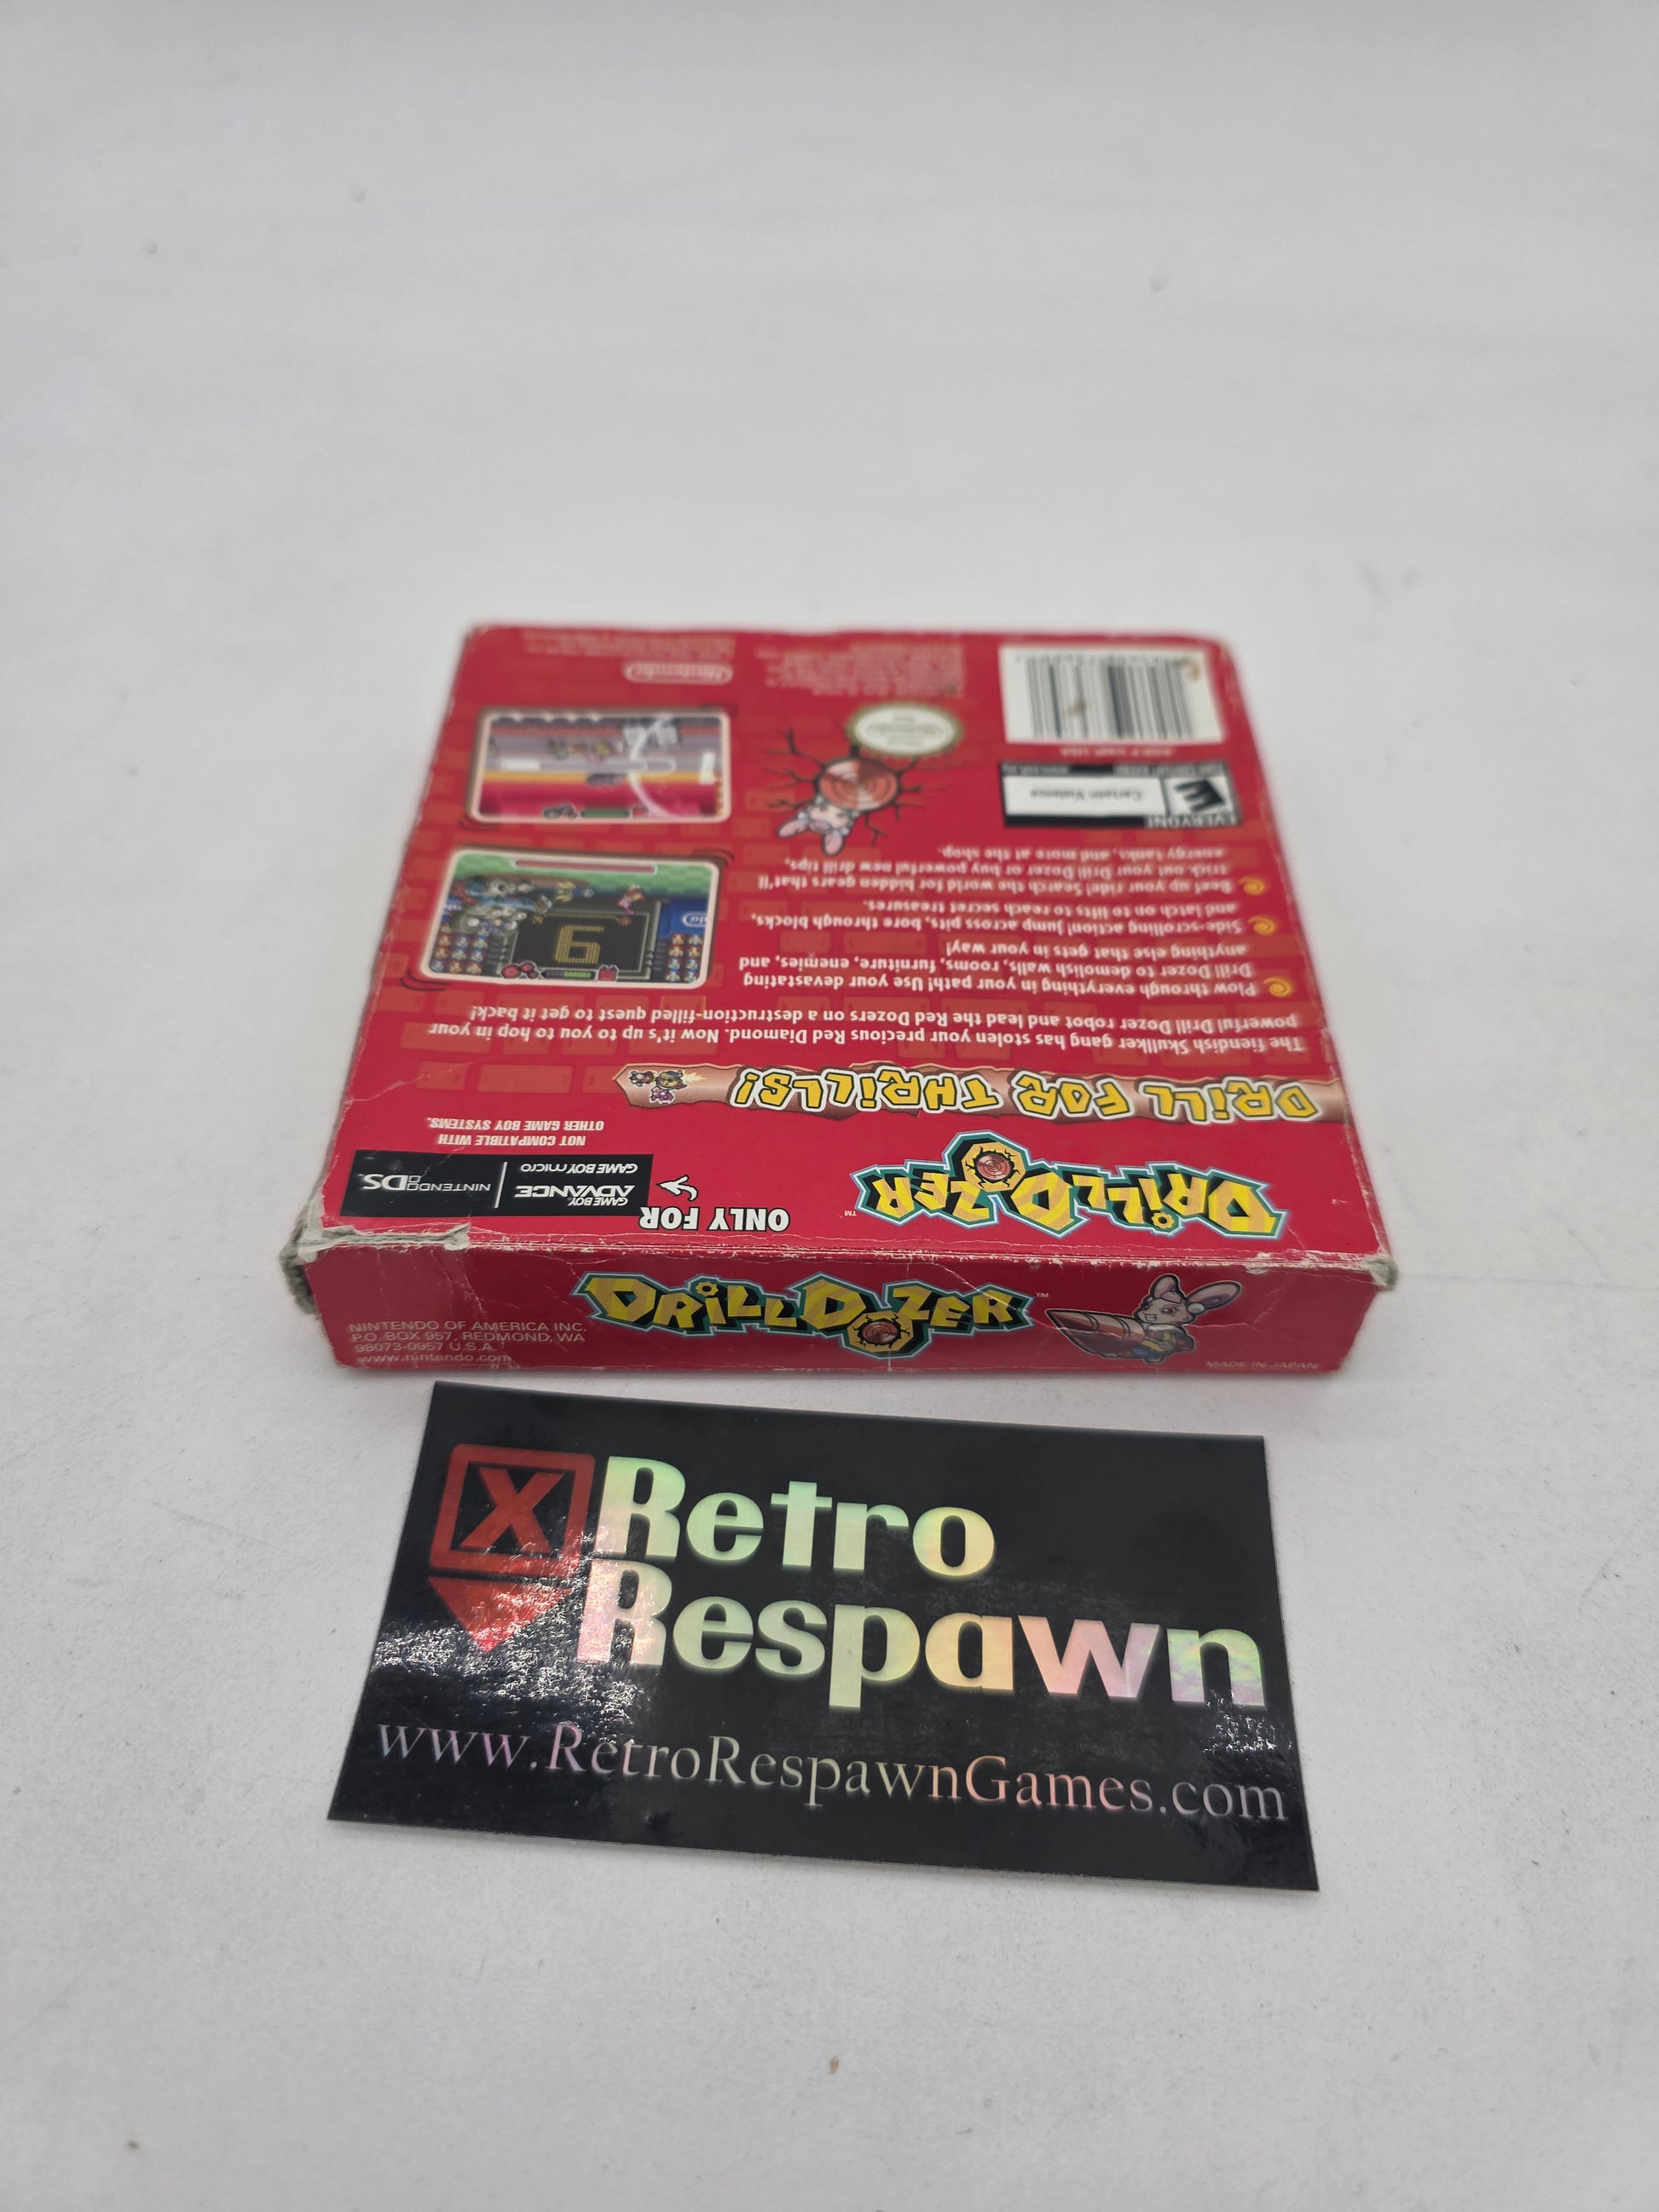 DRILL DOZER™
ONLY FOR
GAME BOY ADVANCE
GAME BOY micro
NINTENDO DS™
NOT COMPATIBLE WITH
OTHER GAME BOY SYSTEMS.
DRILL FOR THRILLS!
The fiendish Skullker gang has stolen your precious Red Diamond. Now it's up to you to hop in your
powerful Drill Dozer robot and lead the Red Dozers on a destruction-filled quest to get it back!
Plow through everything in your path! Use your devastating
Drill Dozer to demolish walls, rooms, furniture, enemies, and
anything else that gets in your way!
Side-scrolling action! Jump across pits, bore through blocks,
and latch on to lifts to reach secret treasures.
Beef up your ride! Search the world for hidden gears that'll
trick out your Drill Dozer or buy powerful new drill tips,
energy tanks, and more at the shop.
EVERYONE
E
Cartoon Violence
Nintendo
DRILL DOZER™
NINTENDO OF AMERICA INC.
P.O. BOX 957, REDMOND, WA
98073-0957 U.S.A.
www.nintendo.com
MADE IN JAPAN
X
Retro
Respawn
www.RetroRespawnGames.com